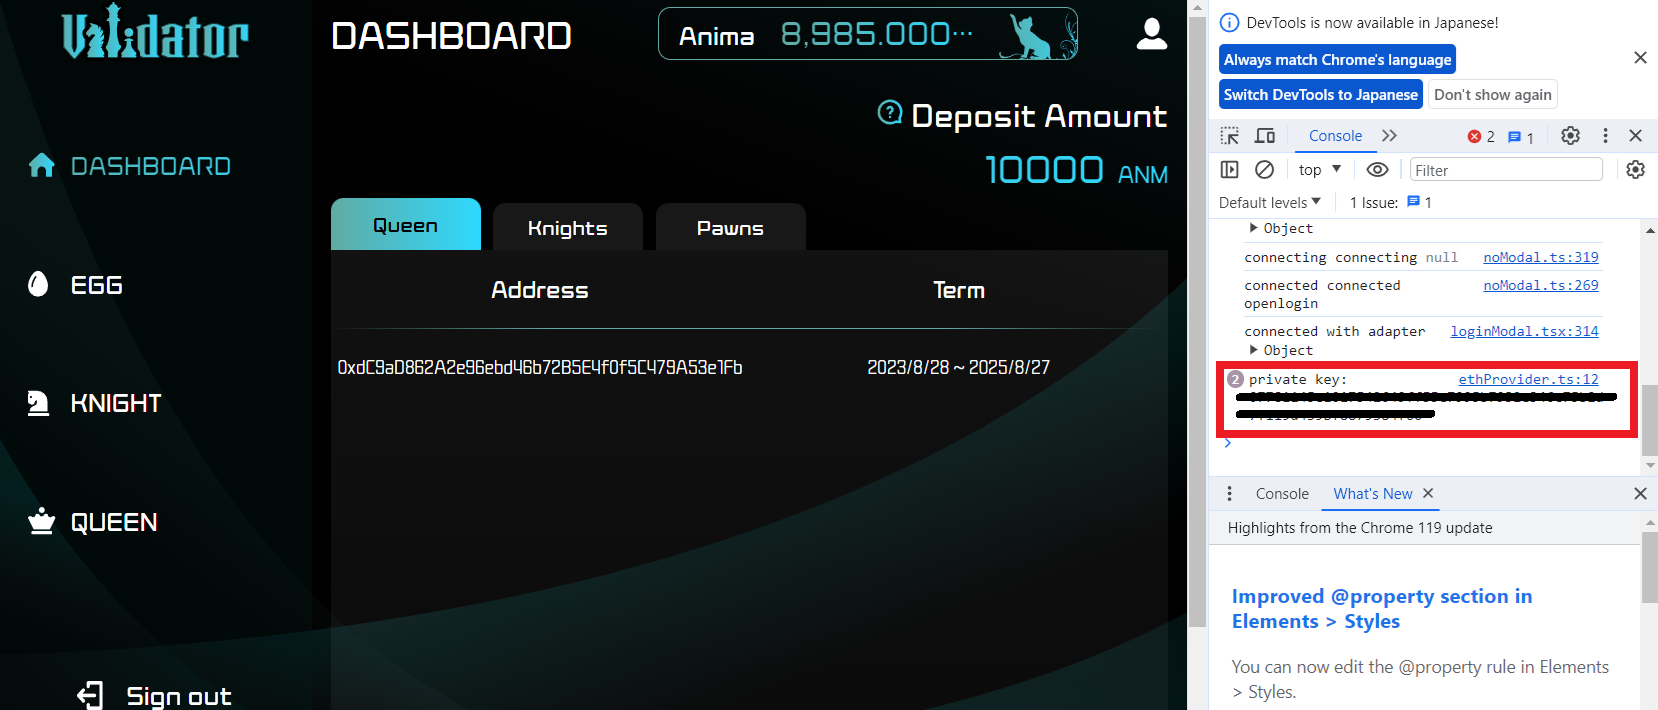 Validator
DASHBOARD
EGG
KNIGHT
QUEEN
Sign out
DASHBOARD
Anima 8,985.000…
Deposit Amount
10000 ANM
Queen Knights Pawns
Address Term
0xdC9aD862A2e96ebd46b72B5E4f0f5C479A53e1Fb 2023/8/28 ~ 2025/8/27
DevTools is now available in Japanese!
Always match Chrome's language
Switch DevTools to Japanese Don't show again
Console 2 1
top Filter
Default levels 1 Issue: 1
Object
connecting connecting null noModal.ts:319
connected connected noModal.ts:269
openlogin
connected with adapter loginModal.tsx:314
Object
2 private key: ethProvider.ts:12
Console What's New
Highlights from the Chrome 119 update
Improved @property section in
Elements > Styles
You can now edit the @property rule in Elements
> Styles.